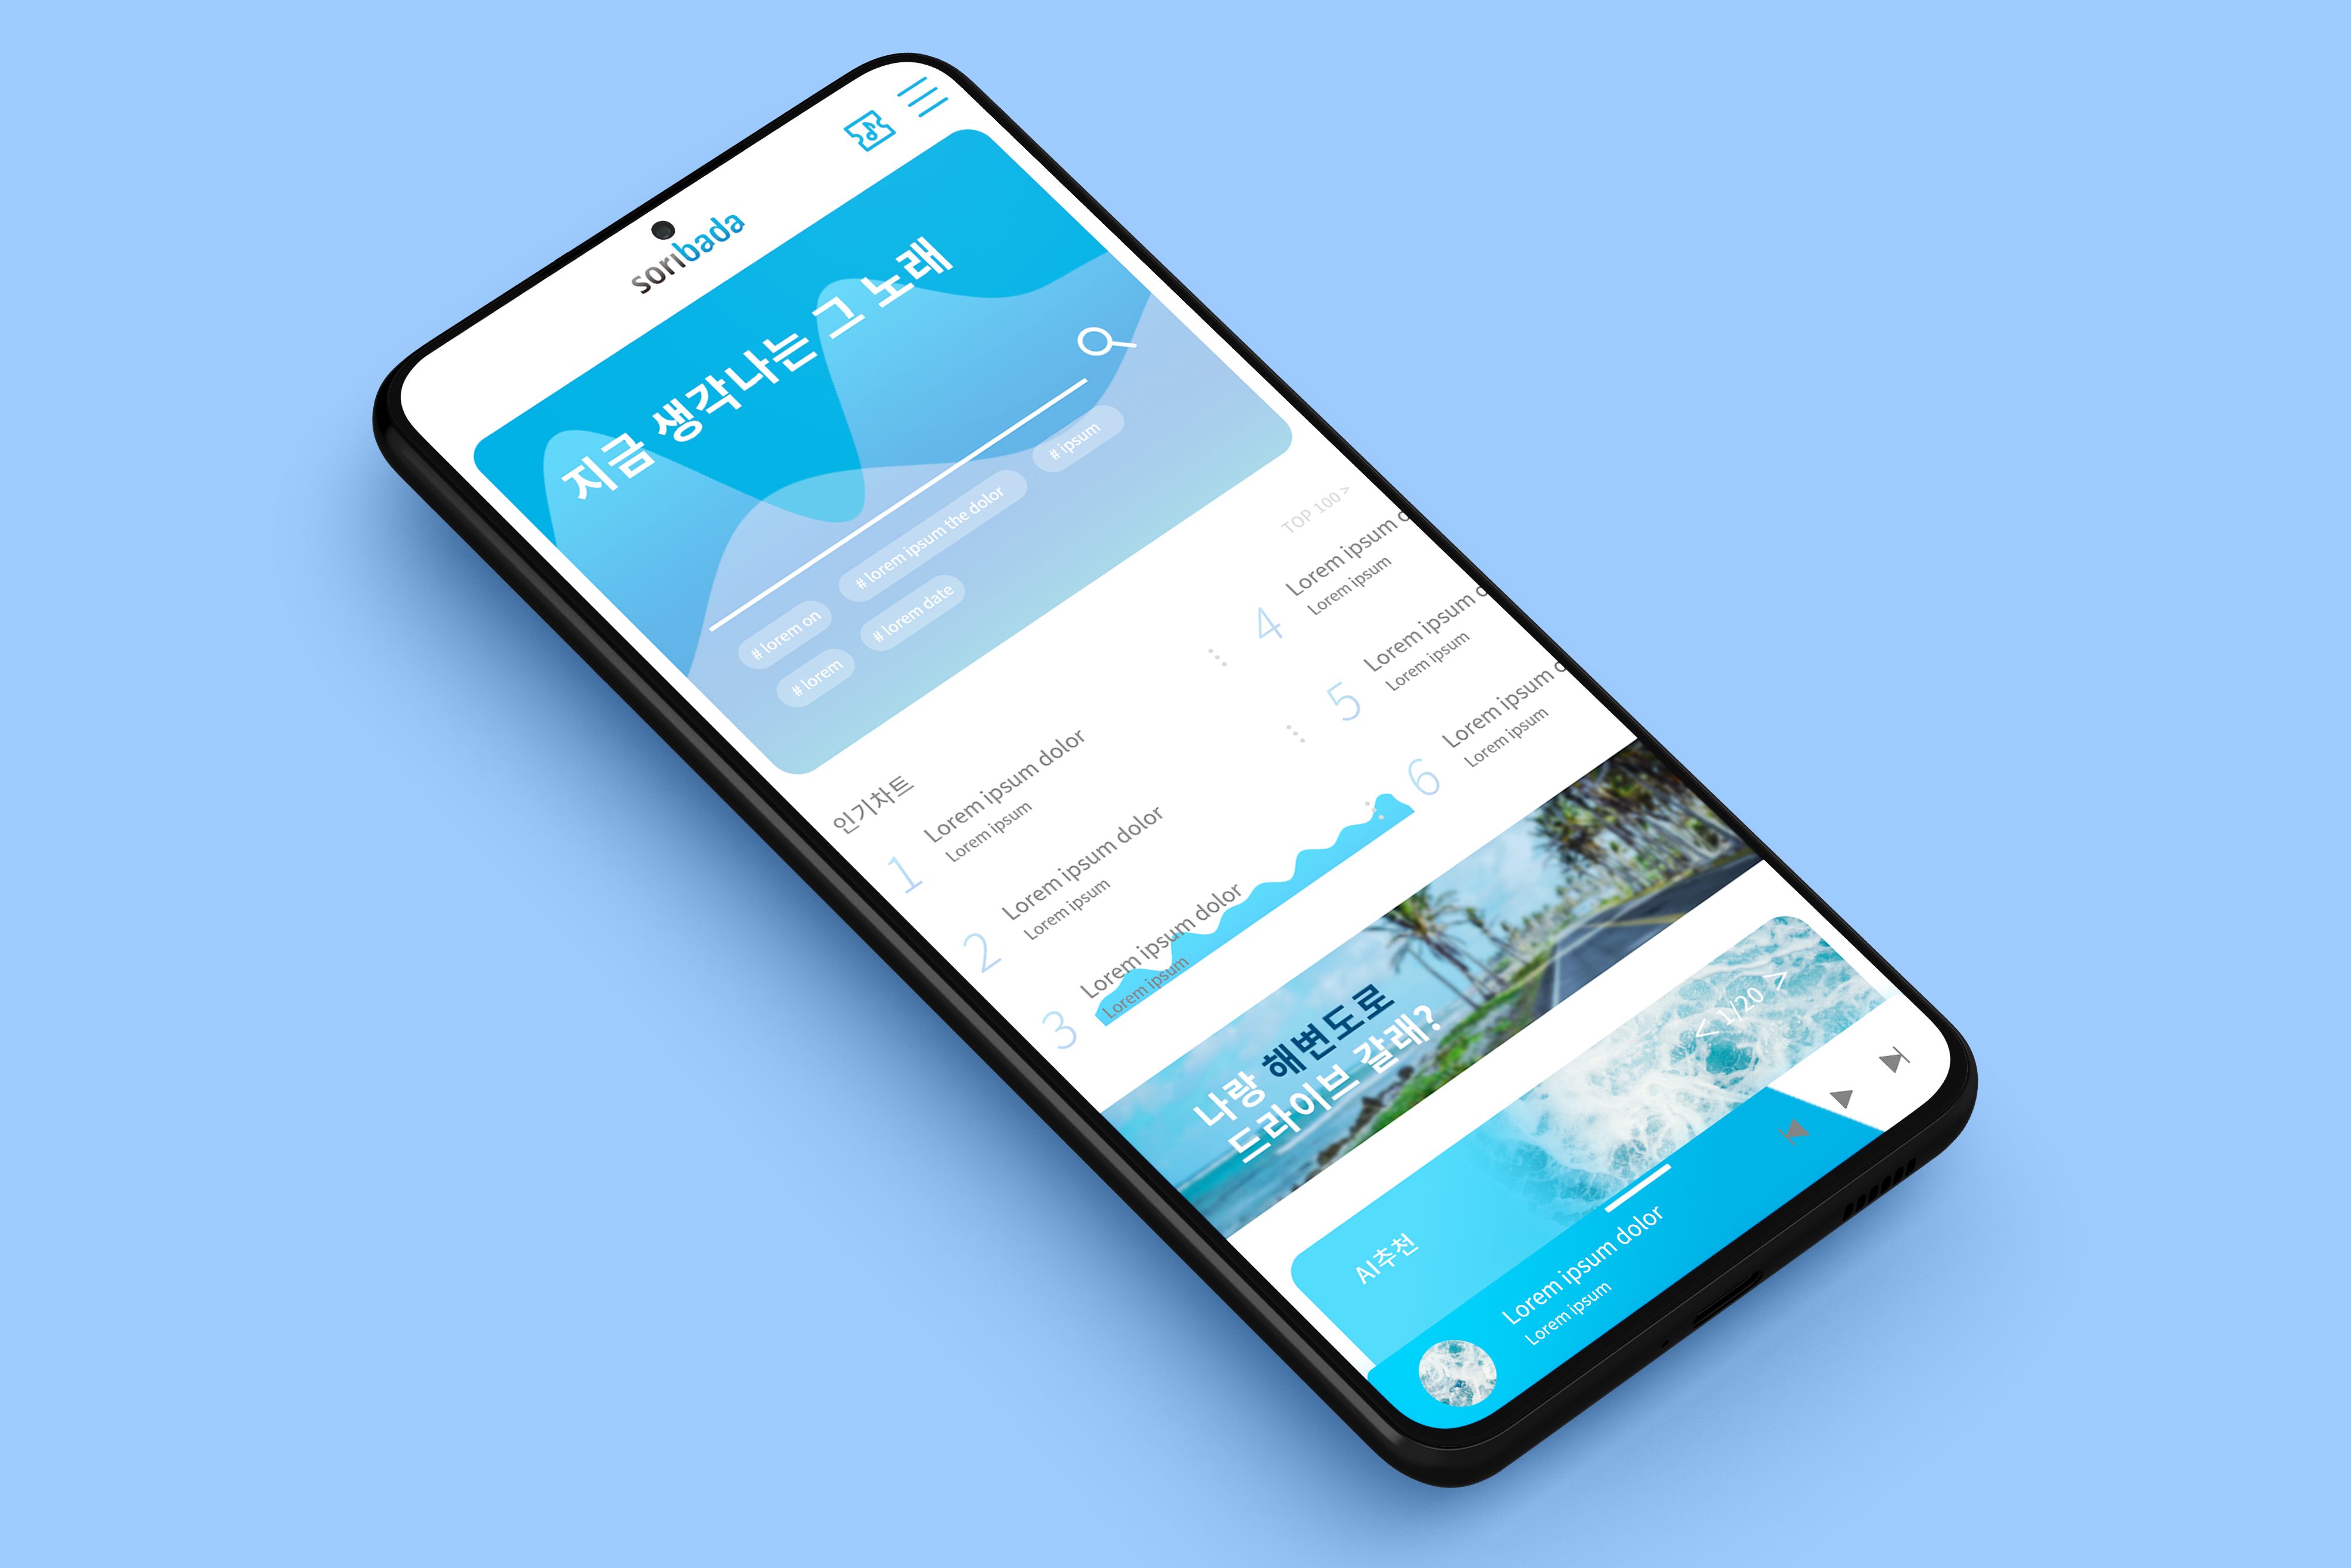 soribada
지금 생각나는 그 노래
# lorem on
# lorem ipsum the dolor
# ipsum
# lorem
# lorem date
인기차트
TOP 100 >
1
Lorem ipsum dolor
Lorem ipsum
2
Lorem ipsum dolor
Lorem ipsum
3
Lorem ipsum dolor
Lorem ipsum
4
Lorem ipsum
Lorem ipsum
5
Lorem ipsum
Lorem ipsum
6
Lorem ipsum
Lorem ipsum
나랑 해변도로
드라이브 갈래?
AI추천
< 1/20 >
Lorem ipsum dolor
Lorem ipsum